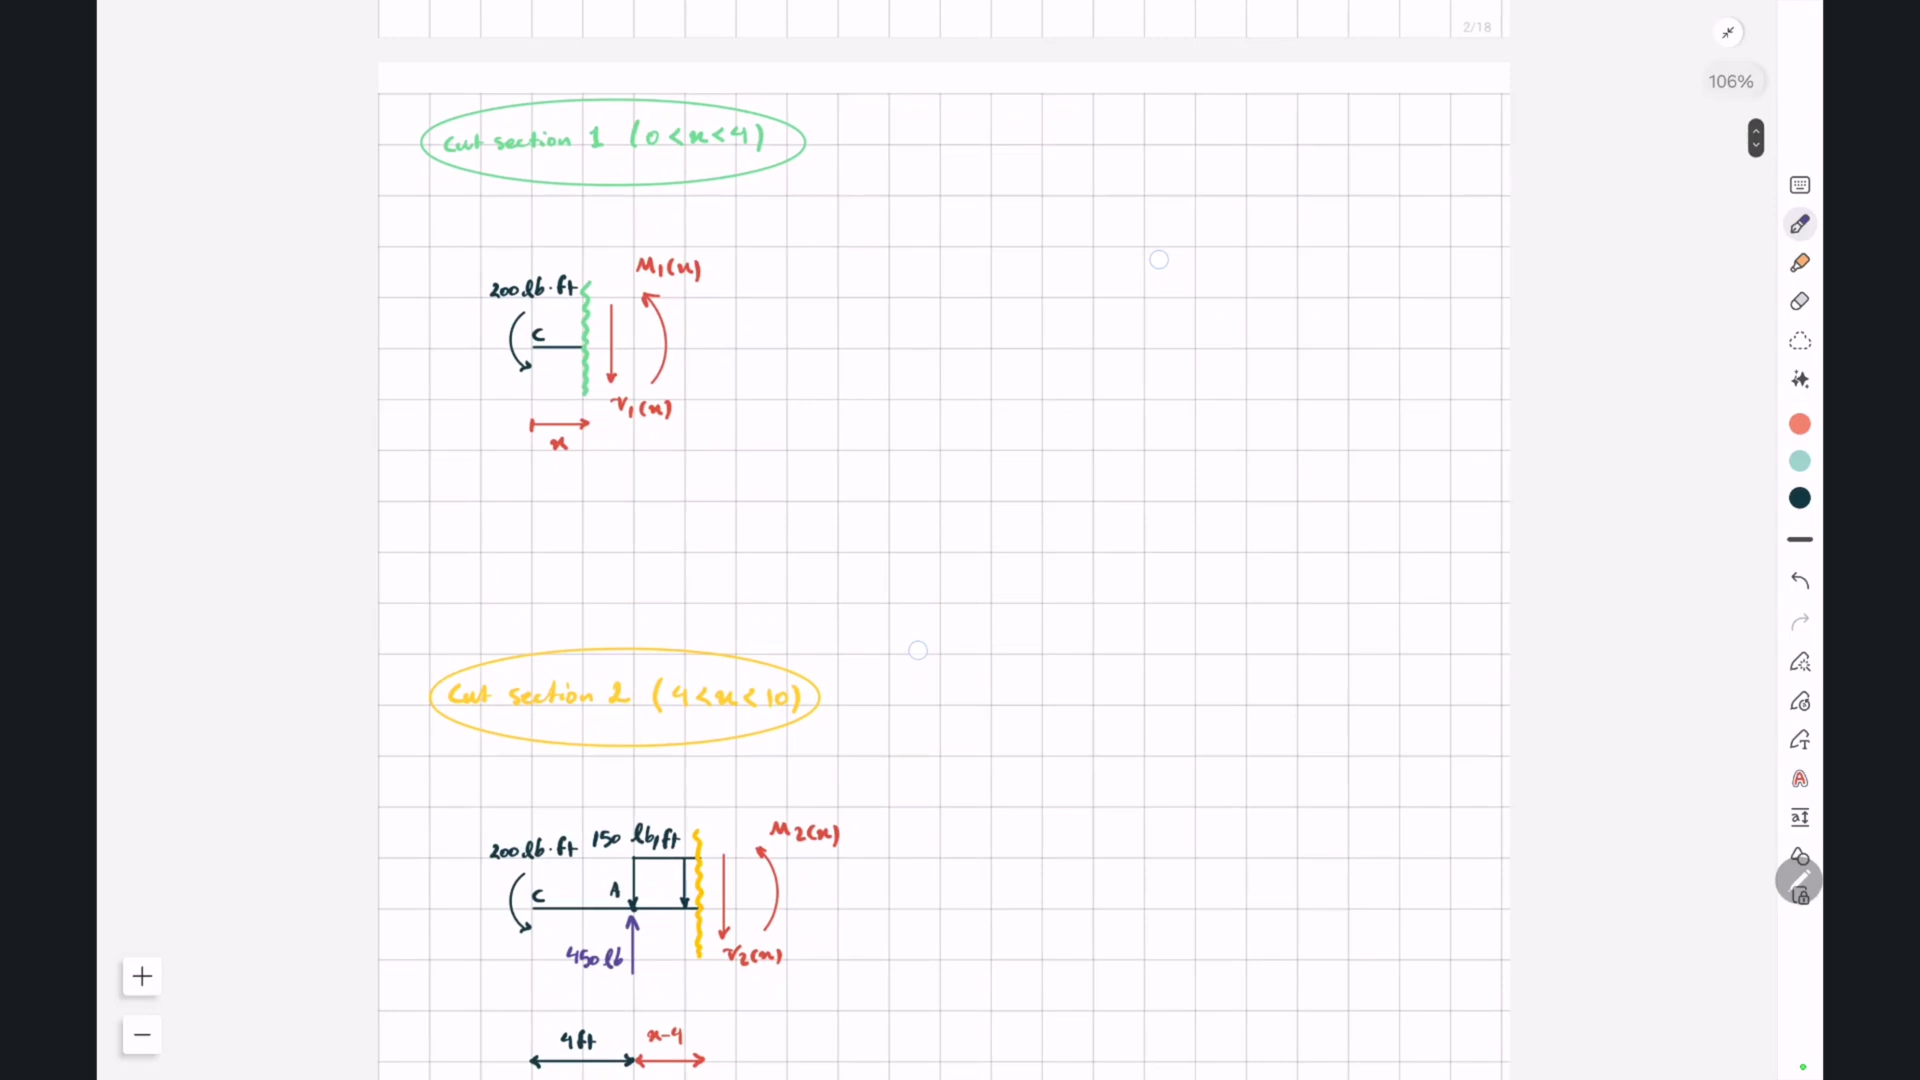 2/18
106%
Cut section 1 (0<x<4)
M₁(x)
200 lb·ft
C
V₁(x)
x
Cut section 2 (4<x<10)
150 lb/ft
M₂(x)
200 lb·ft
C
A
450 lb
V₂(x)
4ft
x-4